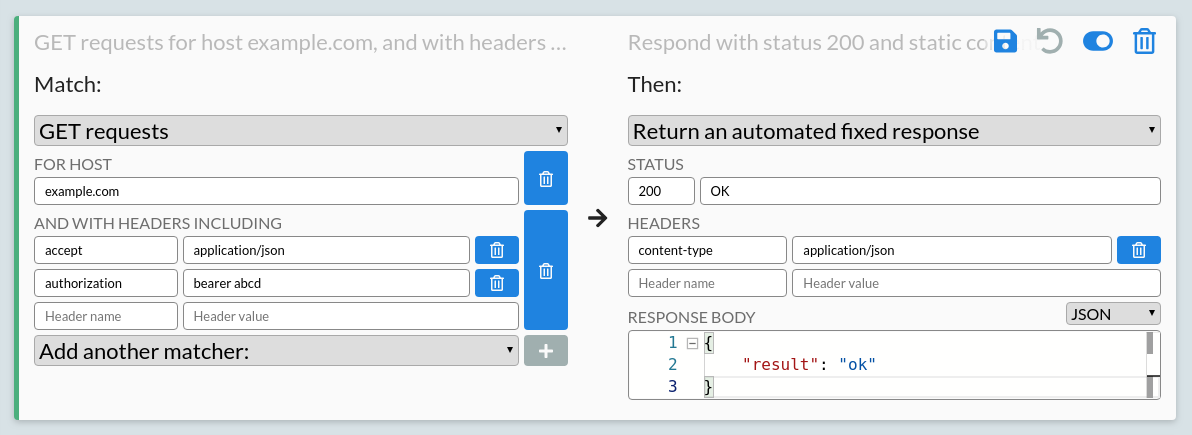 GET requests for host example.com, and with headers ...
Match:
GET requests
FOR HOST
example.com
AND WITH HEADERS INCLUDING
accept application/json
authorization bearer abcd
Header name Header value
Add another matcher:
Respond with status 200 and static
Then:
Return an automated fixed response
STATUS
200 OK
HEADERS
content-type application/json
Header name Header value
RESPONSE BODY JSON
1 {
2 "result": "ok"
3 }